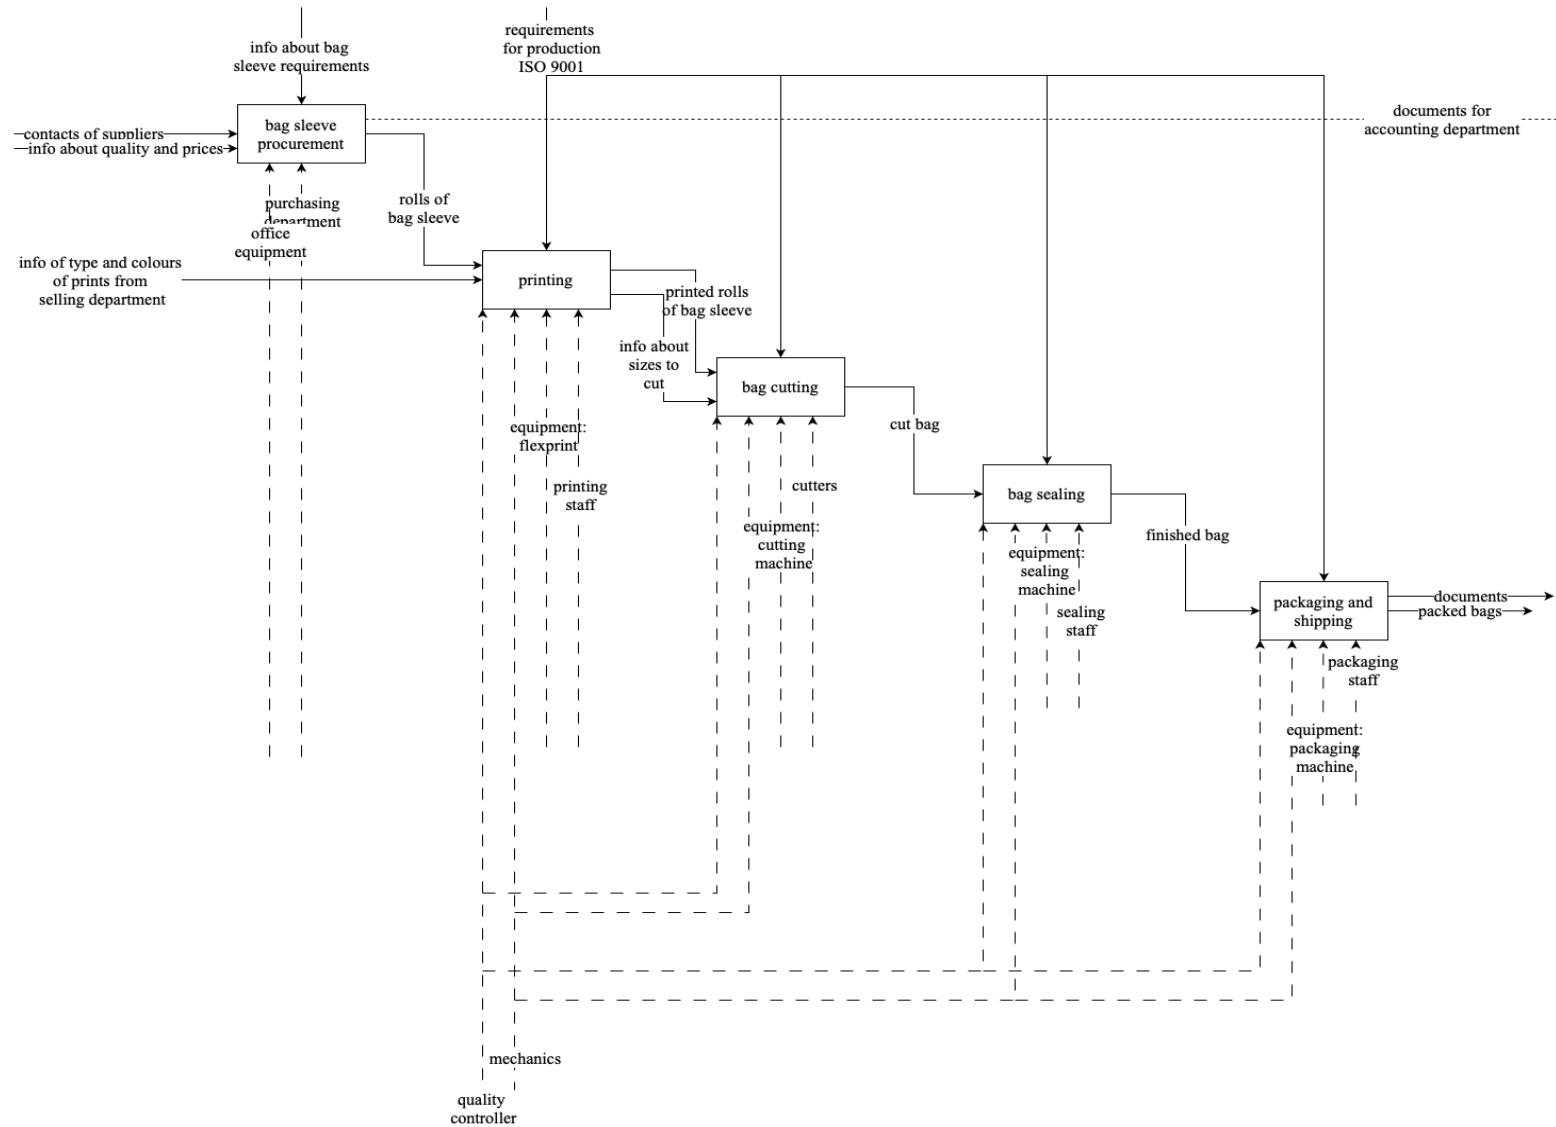 info about bag
sleeve requirements
requirements
for production
ISO 9001
bag sleeve
procurement
documents for
accounting department
contacts of suppliers
info about quality and prices
purchasing
department
office
equipment
rolls of
bag sleeve
info of type and colours
of prints from
selling department
printing
printed rolls
of bag sleeve
info about
sizes to
cut
bag cutting
equipment:
flexprint
printing
staff
cut bag
cutters
equipment:
cutting
machine
bag sealing
finished bag
equipment:
sealing
machine
sealing
staff
packaging and
shipping
documents
packed bags
packaging
staff
equipment:
packaging
machine
mechanics
quality
controller